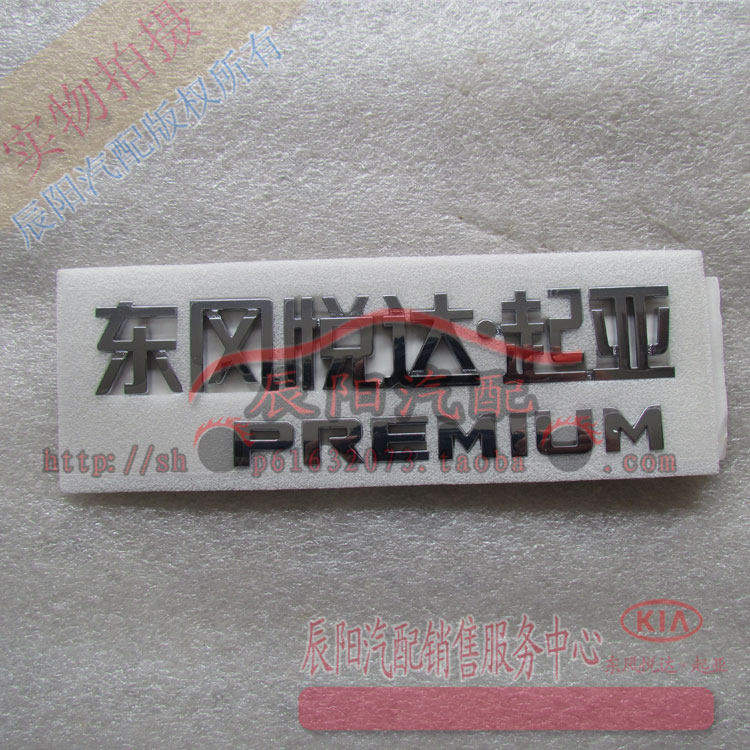 实物拍摄
辰阳汽配版权所有
东风悦达·起亚
辰阳汽配
PREMIUM
http://shop61632073.taobao.com
辰阳汽配销售服务中心
KIA
东风悦达 起亚